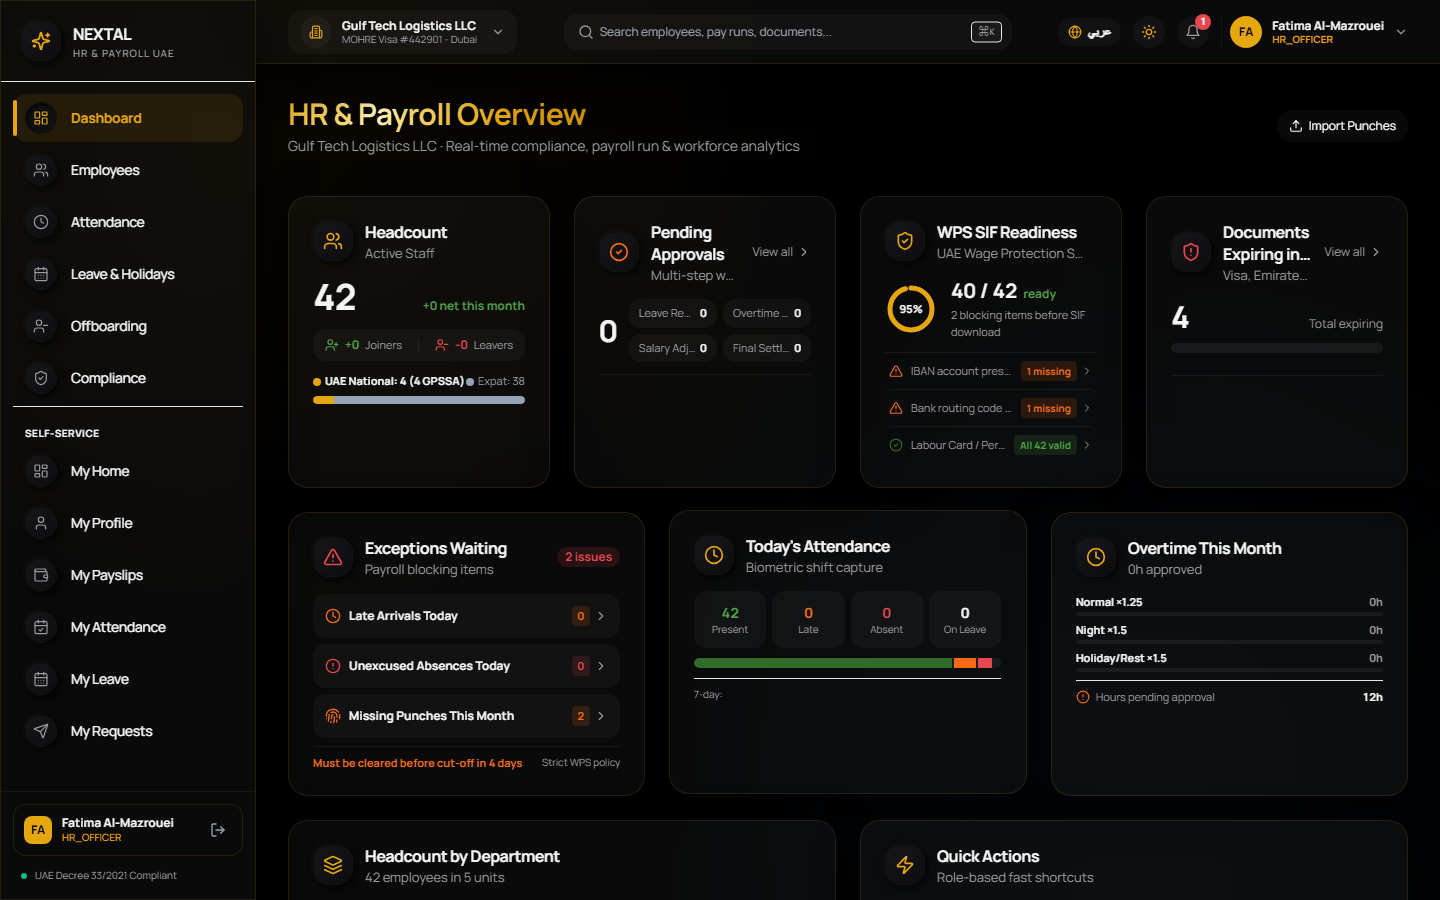 NEXTAL
HR & PAYROLL UAE
Dashboard
Employees
Attendance
Leave & Holidays
Offboarding
Compliance
SELF-SERVICE
My Home
My Profile
My Payslips
My Attendance
My Leave
My Requests
FA
Fatima Al-Mazrouei
HR_OFFICER
UAE Decree 33/2021 Compliant
Gulf Tech Logistics LLC
MOHRE Visa #442901 - Dubai
Search employees, pay runs, documents...
⌘K
عربي
1
FA
Fatima Al-Mazrouei
HR_OFFICER
HR & Payroll Overview
Gulf Tech Logistics LLC · Real-time compliance, payroll run & workforce analytics
Import Punches
Headcount
Active Staff
42
+0 net this month
+0 Joiners
-0 Leavers
UAE National: 4 (4 GPSSA)
Expat: 38
Pending
Approvals
Multi-step w...
View all
0
Leave Re... 0
Overtime ... 0
Salary Adj... 0
Final Settl... 0
WPS SIF Readiness
UAE Wage Protection S...
95%
40 / 42 ready
2 blocking items before SIF
download
IBAN account pres... 1 missing
Bank routing code ... 1 missing
Labour Card / Per... All 42 valid
Documents
Expiring in...
Visa, Emirate...
View all
4
Total expiring
Exceptions Waiting
Payroll blocking items
2 issues
Late Arrivals Today 0
Unexcused Absences Today 0
Missing Punches This Month 2
Must be cleared before cut-off in 4 days
Strict WPS policy
Today's Attendance
Biometric shift capture
42
Present
0
Late
0
Absent
0
On Leave
7-day:
Overtime This Month
0h approved
Normal ×1.25 0h
Night ×1.5 0h
Holiday/Rest ×1.5 0h
Hours pending approval 12h
Headcount by Department
42 employees in 5 units
Quick Actions
Role-based fast shortcuts